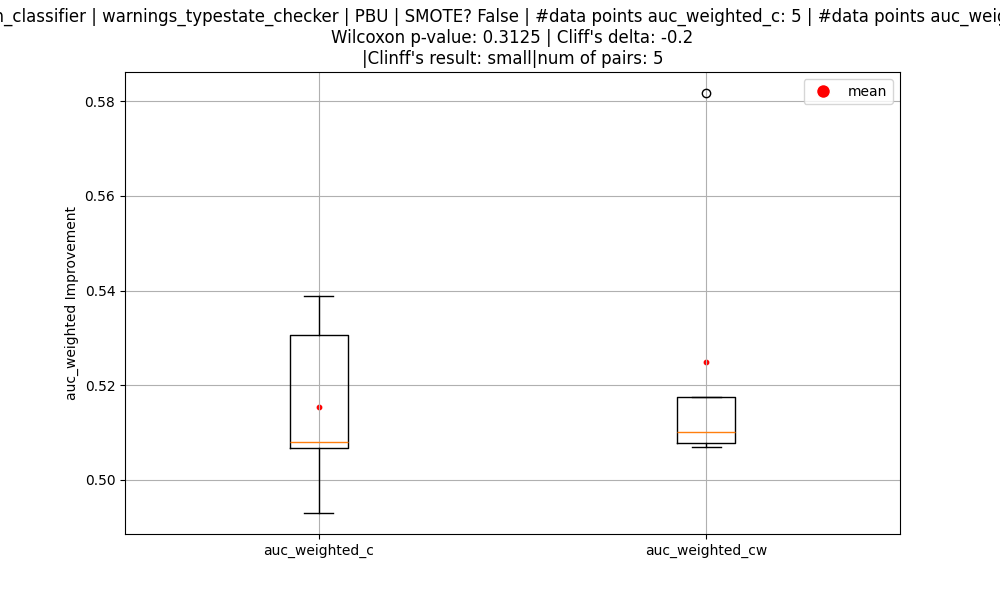 _classifier | warnings_typestate_checker | PBU | SMOTE? False | #data points auc_weighted_c: 5 | #data points
Wilcoxon p-value: 0.3125 | Cliff's delta: -0.2
|Clinff's result: small|num of pairs: 5
mean
0.58
0.56
0.54
0.52
0.50
auc_weighted Improvement
auc_weighted_c
auc_weighted_cw